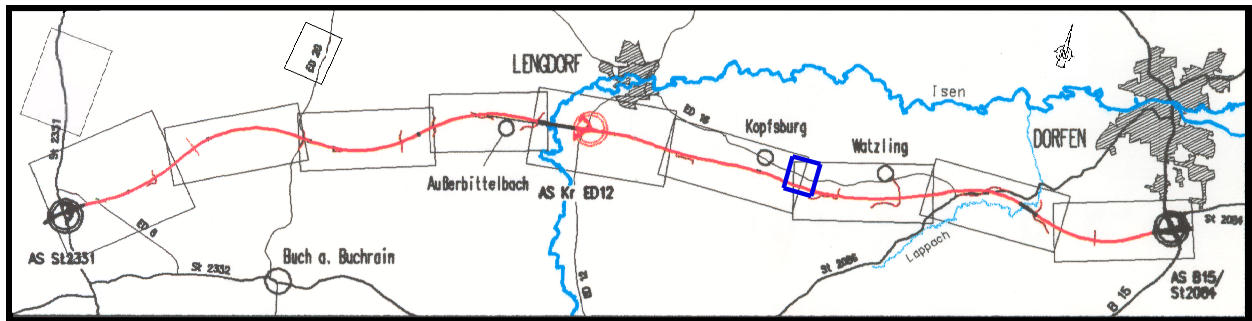 ED 20
LENGDORF
Isen
ED 16
Kopfsburg
St 2331
Watzling
DORFEN
Außerbittelbach
AS Kr ED12
ED 6
St 2084
Lappach
AS St2331
St 2332
Buch a. Buchrain
St 2086
ED 12
AS B15/
St2084
B 15